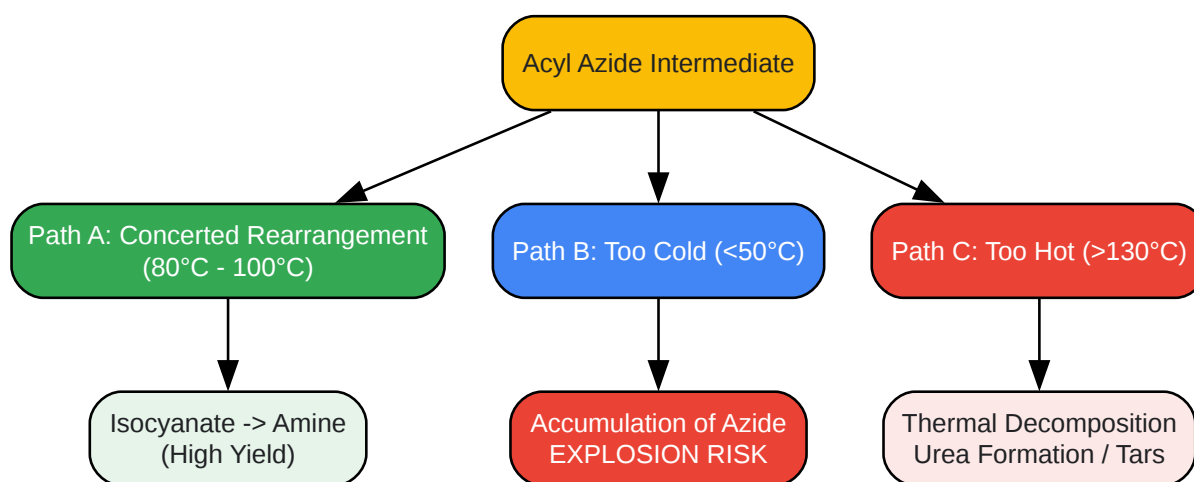 Acyl Azide Intermediate
Path A: Concerted Rearrangement
(80°C - 100°C)
Path B: Too Cold (<50°C)
Path C: Too Hot (>130°C)
Isocyanate -> Amine
(High Yield)
Accumulation of Azide
EXPLOSION RISK
Thermal Decomposition
Urea Formation / Tars